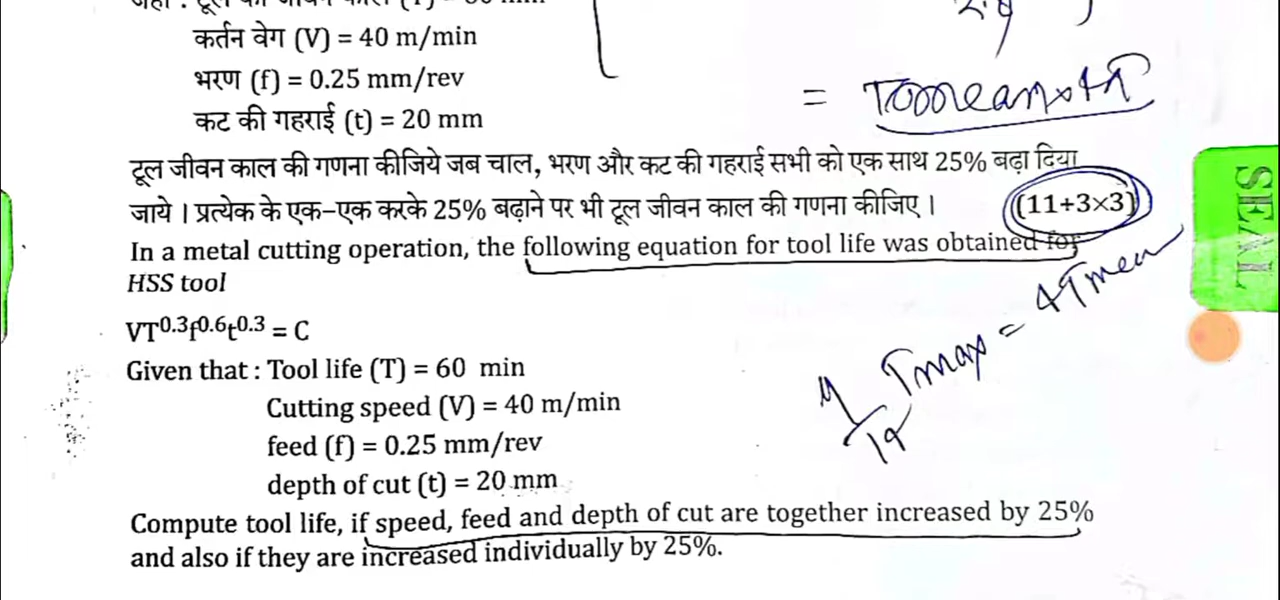 कर्तन वेग (V) = 40 m/min
भरण (f) = 0.25 mm/rev
कट की गहराई (t) = 20 mm
= Tomean×4π
टूल जीवन काल की गणना कीजिये जब चाल, भरण और कट की गहराई सभी को एक साथ 25% बढ़ा दिया
जाये । प्रत्येक के एक-एक करके 25% बढ़ाने पर भी टूल जीवन काल की गणना कीजिए । (11+3×3)
SEAL
In a metal cutting operation, the following equation for tool life was obtained for
HSS tool
VT^0.3f^0.6t^0.3 = C
Given that : Tool life (T) = 60 min
Cutting speed (V) = 40 m/min
feed (f) = 0.25 mm/rev
depth of cut (t) = 20 mm
Tmax = 4Tmen
Compute tool life, if speed, feed and depth of cut are together increased by 25%
and also if they are increased individually by 25%.